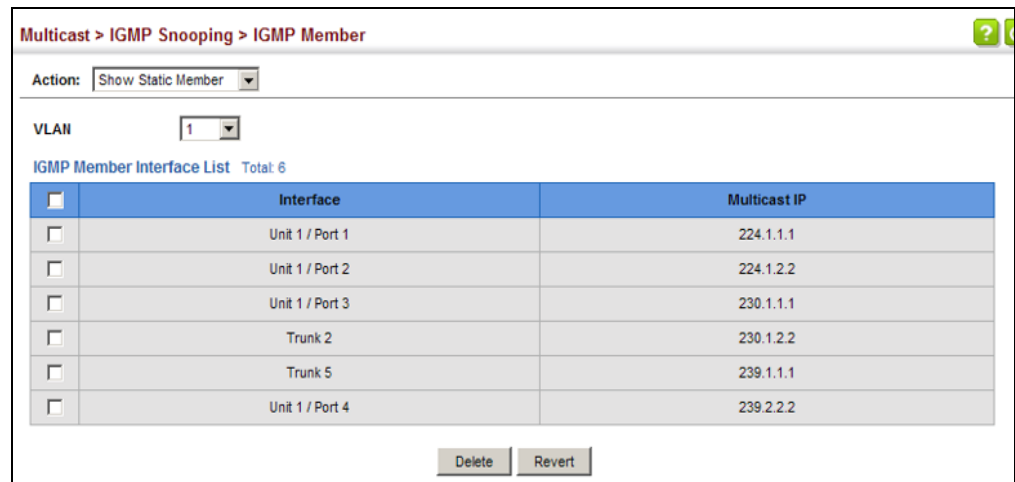 Multicast > IGMP Snooping > IGMP Member
?
Action: Show Static Member
VLAN 1
IGMP Member Interface List Total: 6
Interface Multicast IP
Unit 1 / Port 1 224.1.1.1
Unit 1 / Port 2 224.1.2.2
Unit 1 / Port 3 230.1.1.1
Trunk 2 230.1.2.2
Trunk 5 239.1.1.1
Unit 1 / Port 4 239.2.2.2
Delete Revert